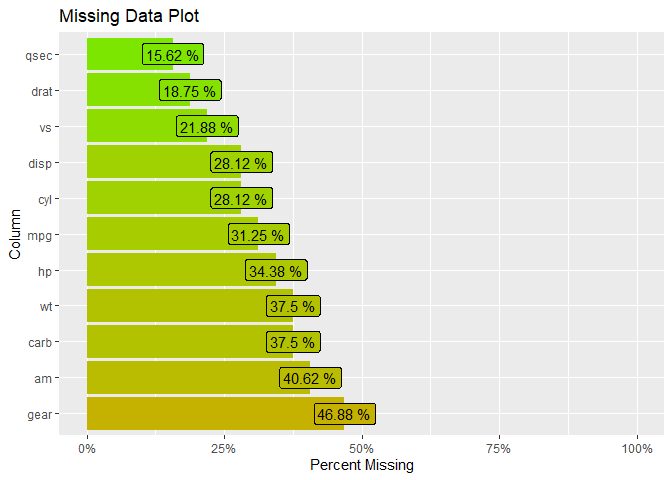 Missing Data Plot
qsec 15.62 %
drat 18.75 %
vs 21.88 %
disp 28.12 %
cyl 28.12 %
mpg 31.25 %
hp 34.38 %
wt 37.5 %
carb 37.5 %
am 40.62 %
gear 46.88 %
Column
0% 25% 50% 75% 100%
Percent Missing